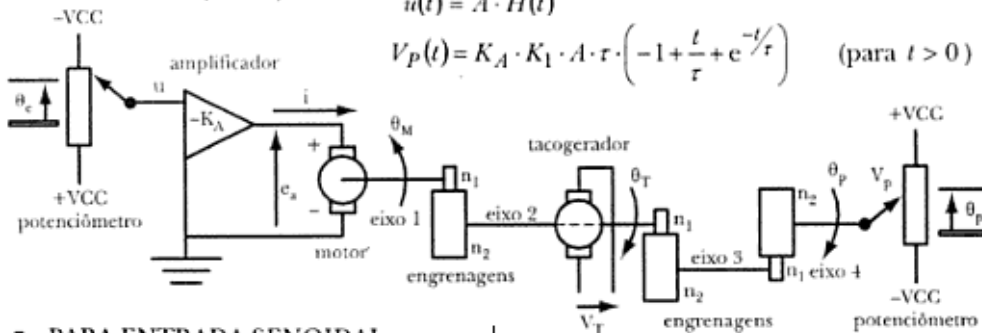 u(t) = A · H(t)
V_P(t) = K_A · K_1 · A · τ · (−1 + t/τ + e^(−t/τ)) (para t > 0)
−VCC
amplificador
θ_c
u
−K_A
i
+
e_a
−
motor
+VCC
potenciômetro
θ_M
n_1
eixo 1
n_2
engrenagens
eixo 2
tacogerador
θ_T
V_T
n_1
n_2
eixo 3
engrenagens
n_2
n_1
eixo 4
θ_p
V_p
+VCC
θ_p
−VCC
potenciômetro
PARA ENTRADA SENOIDAL